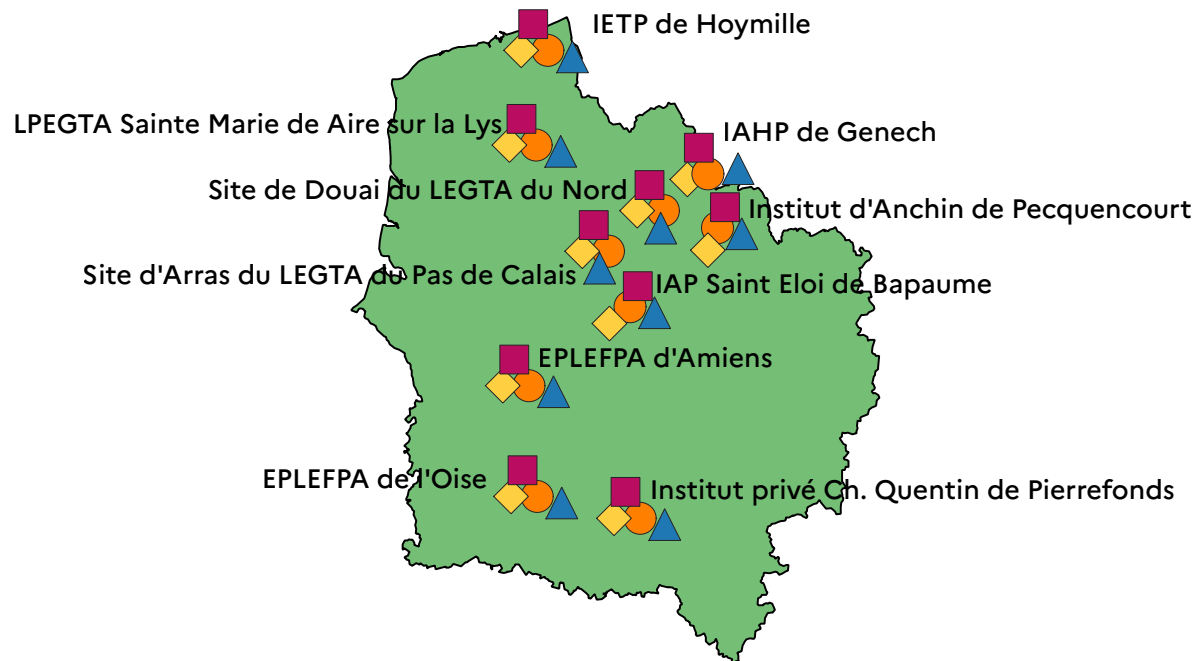 IETP de Hoymille
LPEGTA Sainte Marie de Aire sur la Lys
IAHP de Genech
Site de Douai du LEGTA du Nord
Institut d'Anchin de Pecquencourt
Site d'Arras du LEGTA du Pas de Calais
IAP Saint Eloi de Bapaume
EPLEFPA d'Amiens
EPLEFPA de l'Oise
Institut privé Ch. Quentin de Pierrefonds